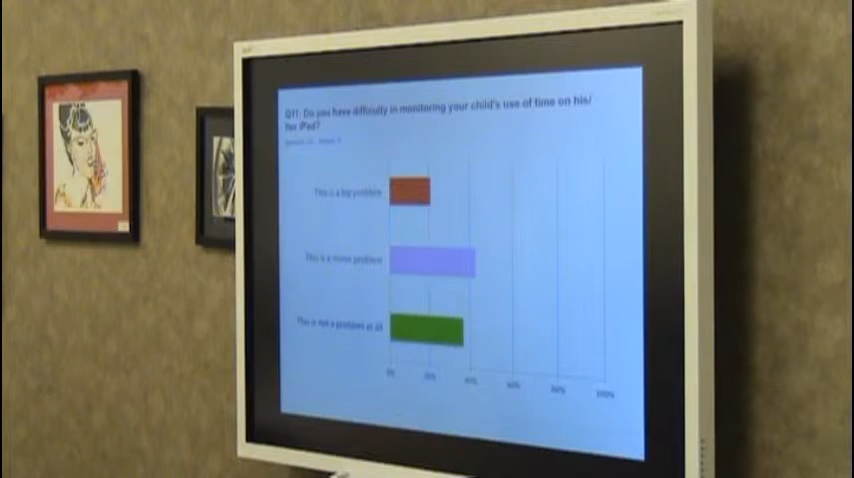 Q11: Do you have difficulty in monitoring your child's use of time on his/
her iPad?
This is a big problem
This is a minor problem
This is not a problem at all
0% 20% 40% 60% 80% 100%